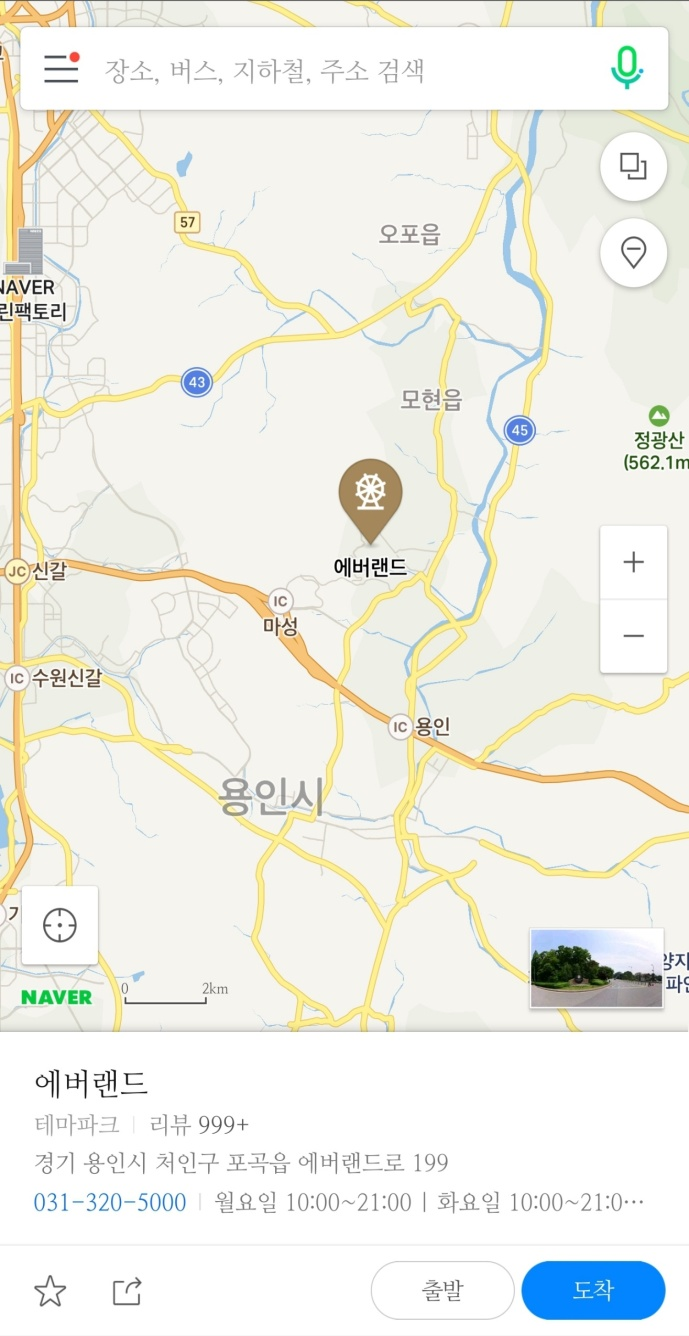 장소, 버스, 지하철, 주소 검색
57
오포읍
NAVER
린팩토리
43
모현읍
45
정광산
(562.1m
에버랜드
JC 신갈
IC
마성
IC 수원신갈
IC 용인
용인시
기
양지
파인
NAVER
0 2km
에버랜드
테마파크 | 리뷰 999+
경기 용인시 처인구 포곡읍 에버랜드로 199
031-320-5000 | 월요일 10:00~21:00 | 화요일 10:00~21:0…
출발 도착